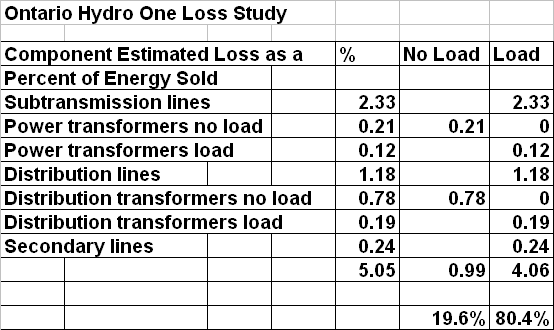 Ontario Hydro One Loss Study
Component Estimated Loss as a % No Load Load
Percent of Energy Sold
Subtransmission lines 2.33 2.33
Power transformers no load 0.21 0.21 0
Power transformers load 0.12 0.12
Distribution lines 1.18 1.18
Distribution transformers no load 0.78 0.78 0
Distribution transformers load 0.19 0.19
Secondary lines 0.24 0.24
5.05 0.99 4.06
19.6% 80.4%